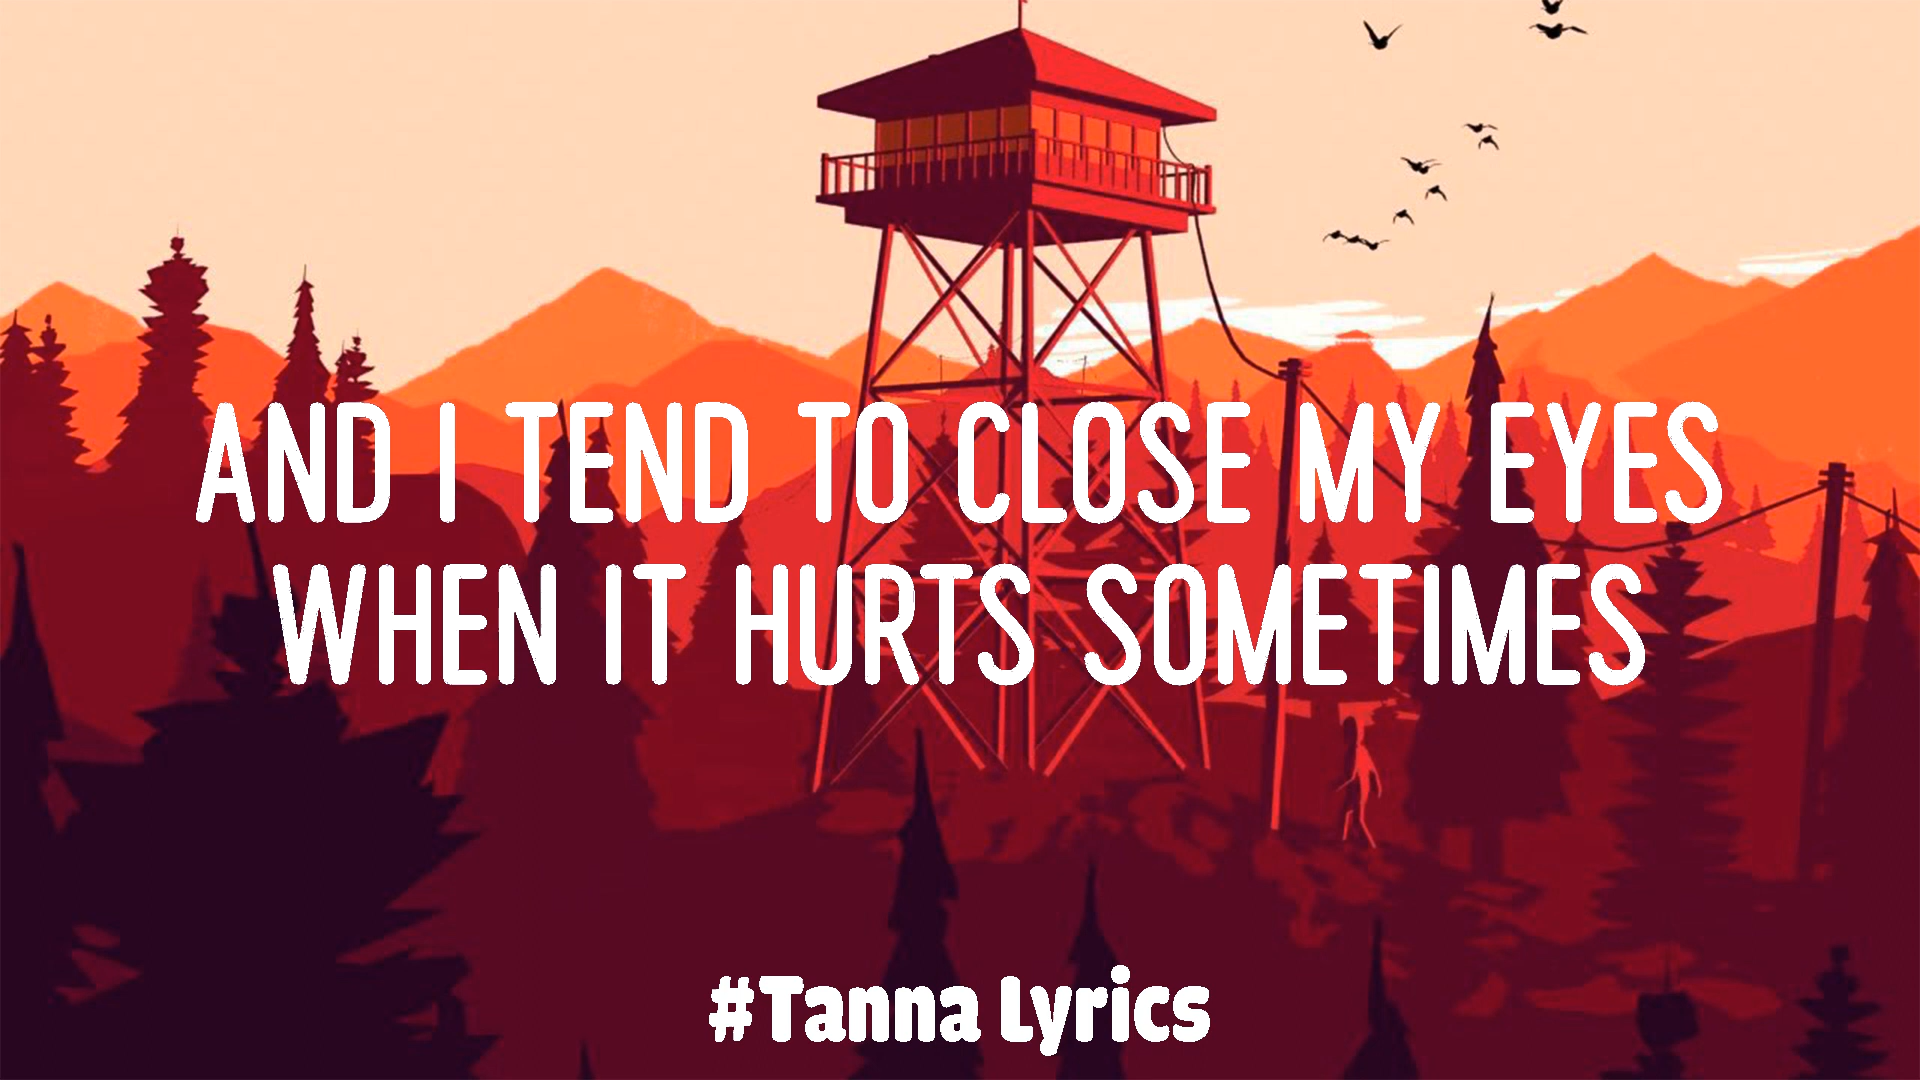 AND I TEND TO CLOSE MY EYES
WHEN IT HURTS SOMETIMES
#Tanna Lyrics